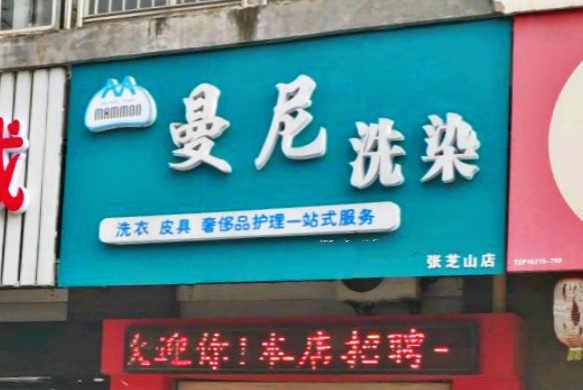 mammon
曼尼洗染
洗衣 皮具 奢侈品护理一站式服务
张芝山店
欢迎你!本店招聘